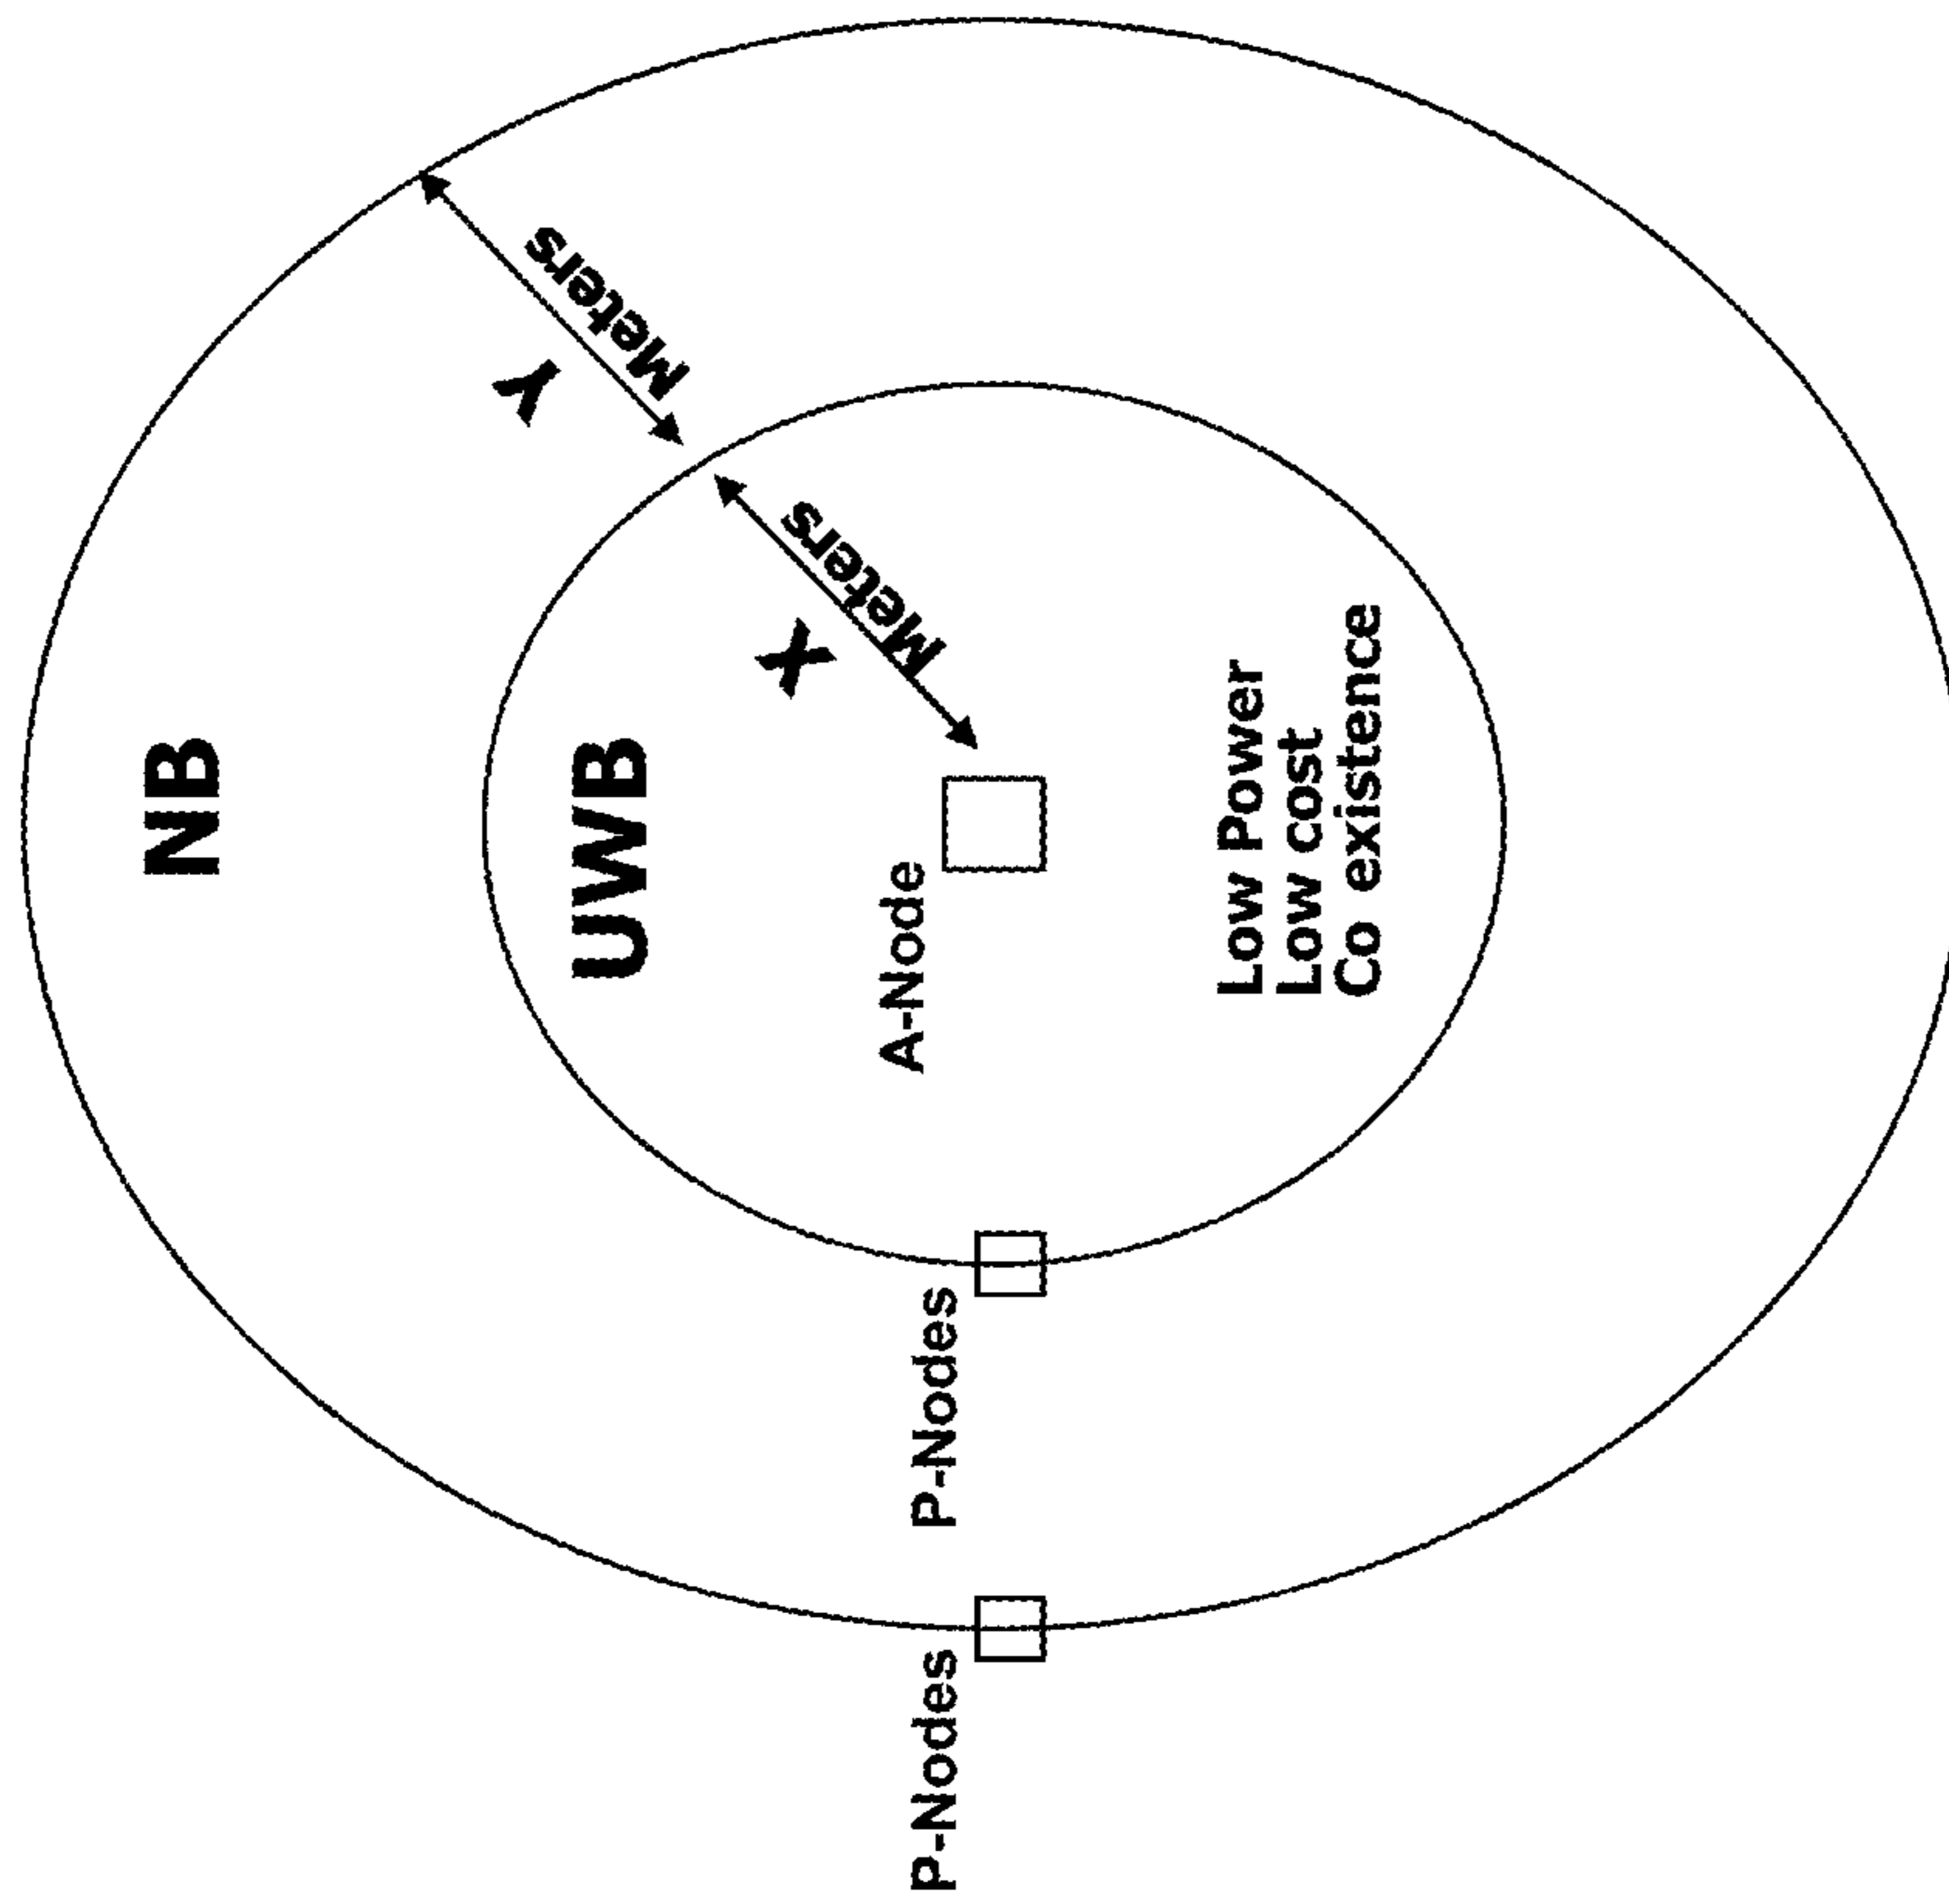 NB
UWB
Y
Meters
X
Meters
A-Node
P-Nodes
P-Nodes
Low Power
Low cost
Co existence